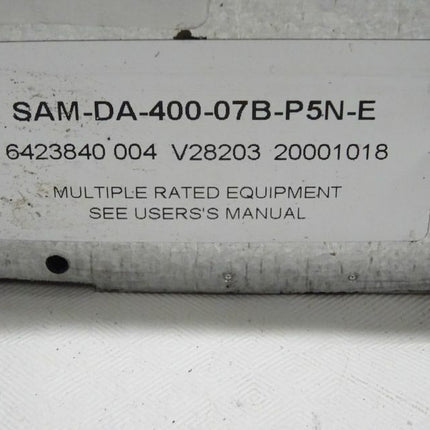 SAM-DA-400-07B-P5N-E
6423840 004 V28203 20001018
MULTIPLE RATED EQUIPMENT
SEE USERS'S MANUAL